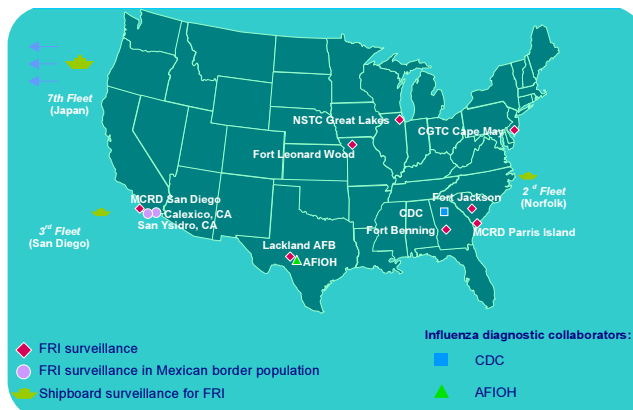 NSTC Great Lakes
CGTC Cape May
7th Fleet
(Japan)
Fort Leonard Wood
MCRD San Diego
Fort Jackson
2 d Fleet
(Norfolk)
Calexico, CA
CDC
San Ysidro, CA
3rd Fleet
(San Diego)
Fort Benning
MCRD Parris Island
Lackland AFB
AFIOH
FRI surveillance
FRI surveillance in Mexican border population
Shipboard surveillance for FRI
Influenza diagnostic collaborators:
CDC
AFIOH